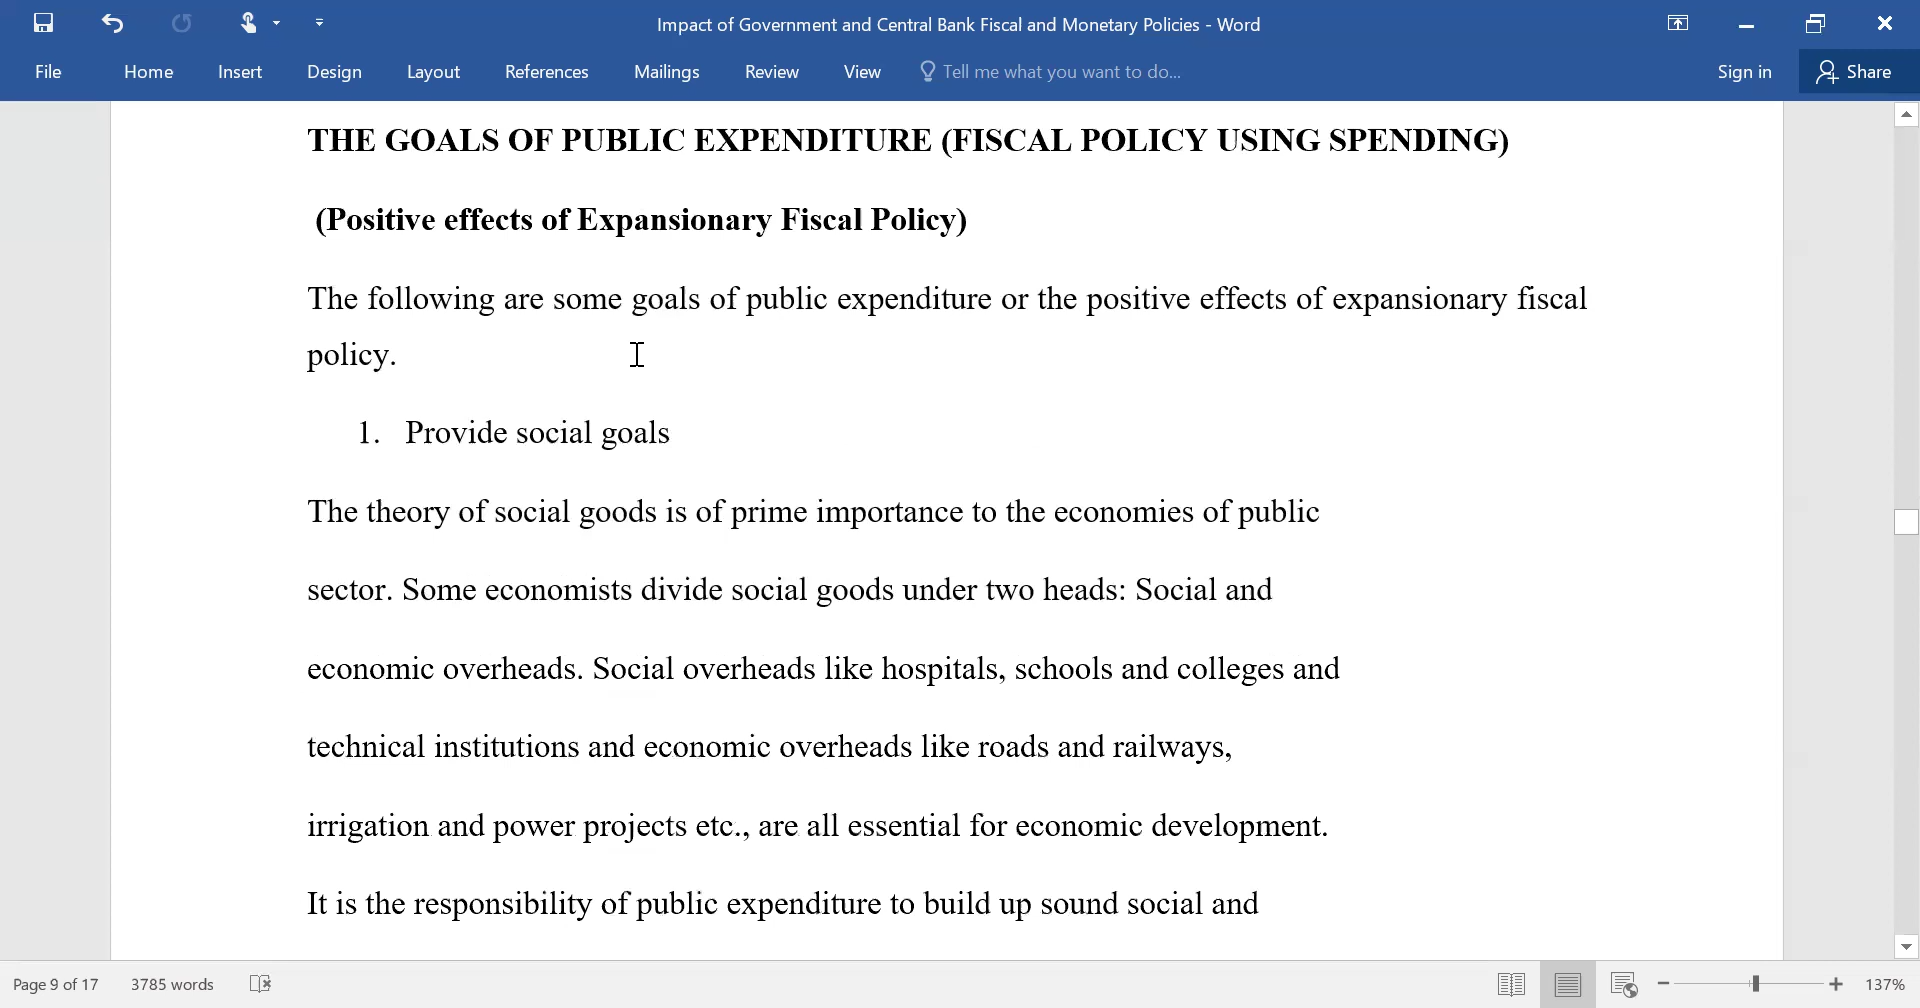 Impact of Government and Central Bank Fiscal and Monetary Policies - Word
File Home Insert Design Layout References Mailings Review View Tell me what you want to do... Sign in Share
THE GOALS OF PUBLIC EXPENDITURE (FISCAL POLICY USING SPENDING)
(Positive effects of Expansionary Fiscal Policy)
The following are some goals of public expenditure or the positive effects of expansionary fiscal
policy.
1. Provide social goals
The theory of social goods is of prime importance to the economies of public
sector. Some economists divide social goods under two heads: Social and
economic overheads. Social overheads like hospitals, schools and colleges and
technical institutions and economic overheads like roads and railways,
irrigation and power projects etc., are all essential for economic development.
It is the responsibility of public expenditure to build up sound social and
Page 9 of 17 3785 words 137%